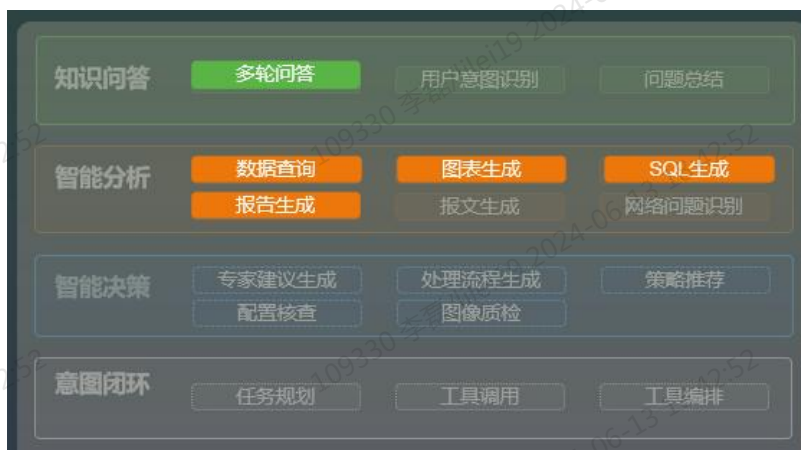 知识问答 多轮问答 用户意图识别 问题总结
智能分析 数据查询 图表生成 SQL生成
报告生成 报文生成 网络问题识别
智能决策 专家建议生成 处理流程生成 策略推荐
配置核查 图像质检
意图闭环 任务规划 工具调用 工具编排